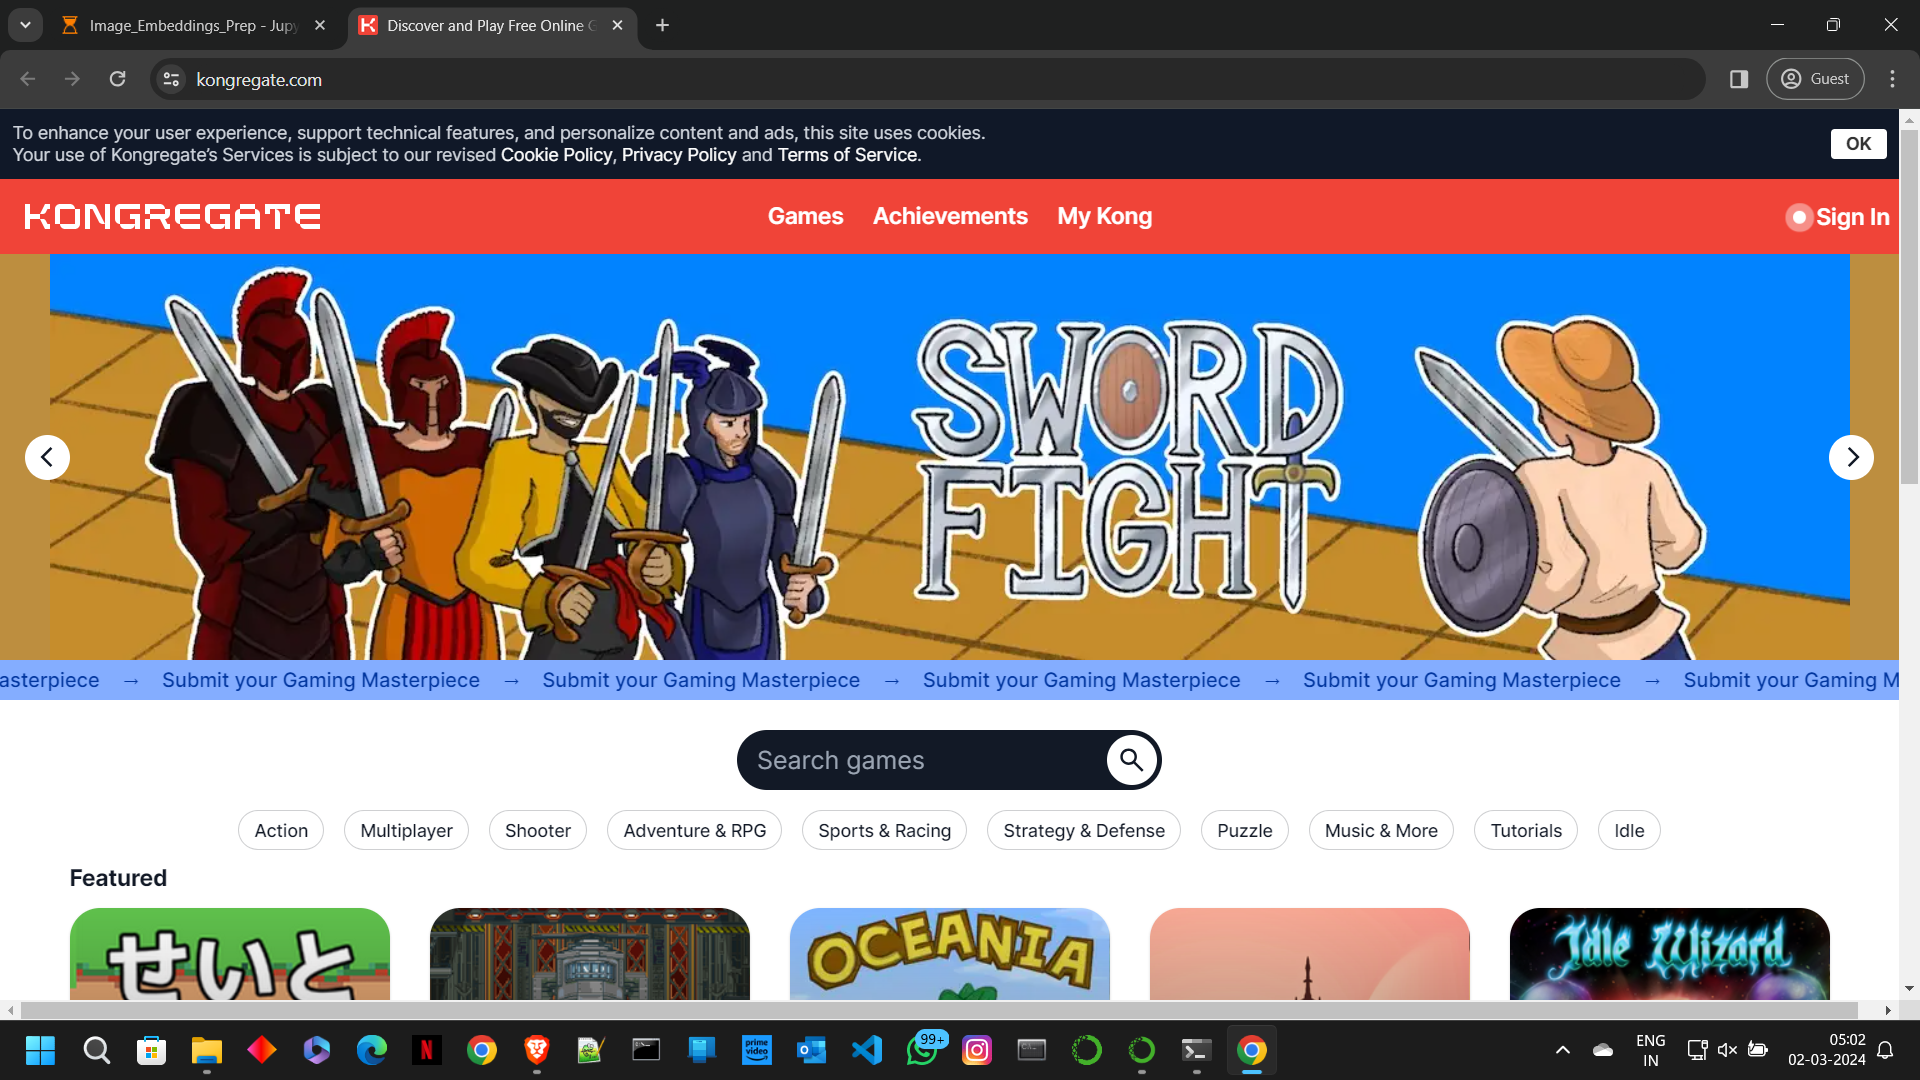 Image_Embeddings_Prep - Jupy
Discover and Play Free Online G
kongregate.com
Guest
To enhance your user experience, support technical features, and personalize content and ads, this site uses cookies.
Your use of Kongregate’s Services is subject to our revised Cookie Policy, Privacy Policy and Terms of Service.
OK
KONGREGATE
Games
Achievements
My Kong
Sign In
SWORD
FIGHT
asterpiece → Submit your Gaming Masterpiece → Submit your Gaming Masterpiece → Submit your Gaming Masterpiece → Submit your Gaming Masterpiece → Submit your Gaming M
Search games
Action
Multiplayer
Shooter
Adventure & RPG
Sports & Racing
Strategy & Defense
Puzzle
Music & More
Tutorials
Idle
Featured
せいと
OCEANIA
Idle Wizard
prime
video
99+
ENG
IN
05:02
02-03-2024